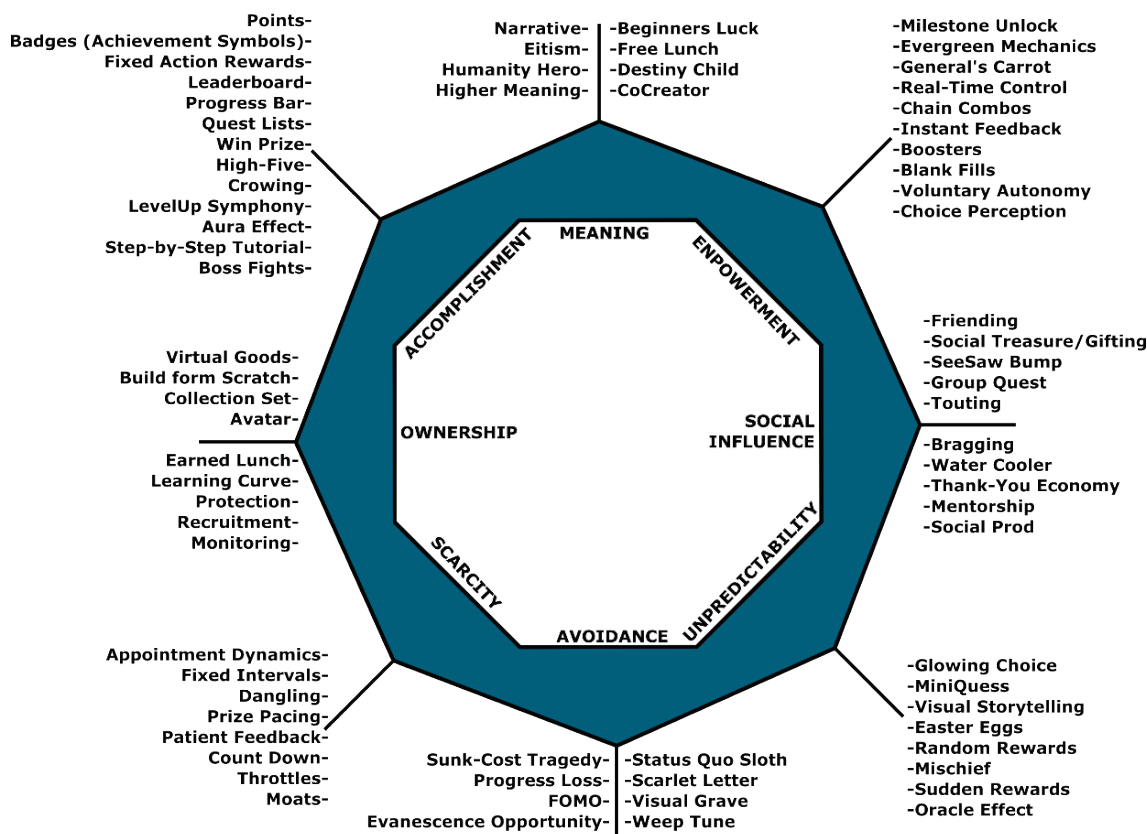 Points-
Badges (Achievement Symbols)-
Fixed Action Rewards-
Leaderboard-
Progress Bar-
Quest Lists-
Win Prize-
High-Five-
Crowing-
LevelUp Symphony-
Aura Effect-
Step-by-Step Tutorial-
Boss Fights-
Narrative-
Eitism-
Humanity Hero-
Higher Meaning-
-Beginners Luck
-Free Lunch
-Destiny Child
-CoCreator
-Milestone Unlock
-Evergreen Mechanics
-General's Carrot
-Real-Time Control
-Chain Combos
-Instant Feedback
-Boosters
-Blank Fills
-Voluntary Autonomy
-Choice Perception
ACCOMPLISHMENT
MEANING
ENPOWERMENT
Virtual Goods-
Build form Scratch-
Collection Set-
Avatar-
Earned Lunch-
Learning Curve-
Protection-
Recruitment-
Monitoring-
OWNERSHIP
SOCIAL
INFLUENCE
-Friending
-Social Treasure/Gifting
-SeeSaw Bump
-Group Quest
-Touting
-Bragging
-Water Cooler
-Thank-You Economy
-Mentorship
-Social Prod
SCARCITY
AVOIDANCE
UNPREDICTABILITY
Appointment Dynamics-
Fixed Intervals-
Dangling-
Prize Pacing-
Patient Feedback-
Count Down-
Throttles-
Moats-
Sunk-Cost Tragedy-
Progress Loss-
FOMO-
Evanescence Opportunity-
-Status Quo Sloth
-Scarlet Letter
-Visual Grave
-Weep Tune
-Glowing Choice
-MiniQuess
-Visual Storytelling
-Easter Eggs
-Random Rewards
-Mischief
-Sudden Rewards
-Oracle Effect